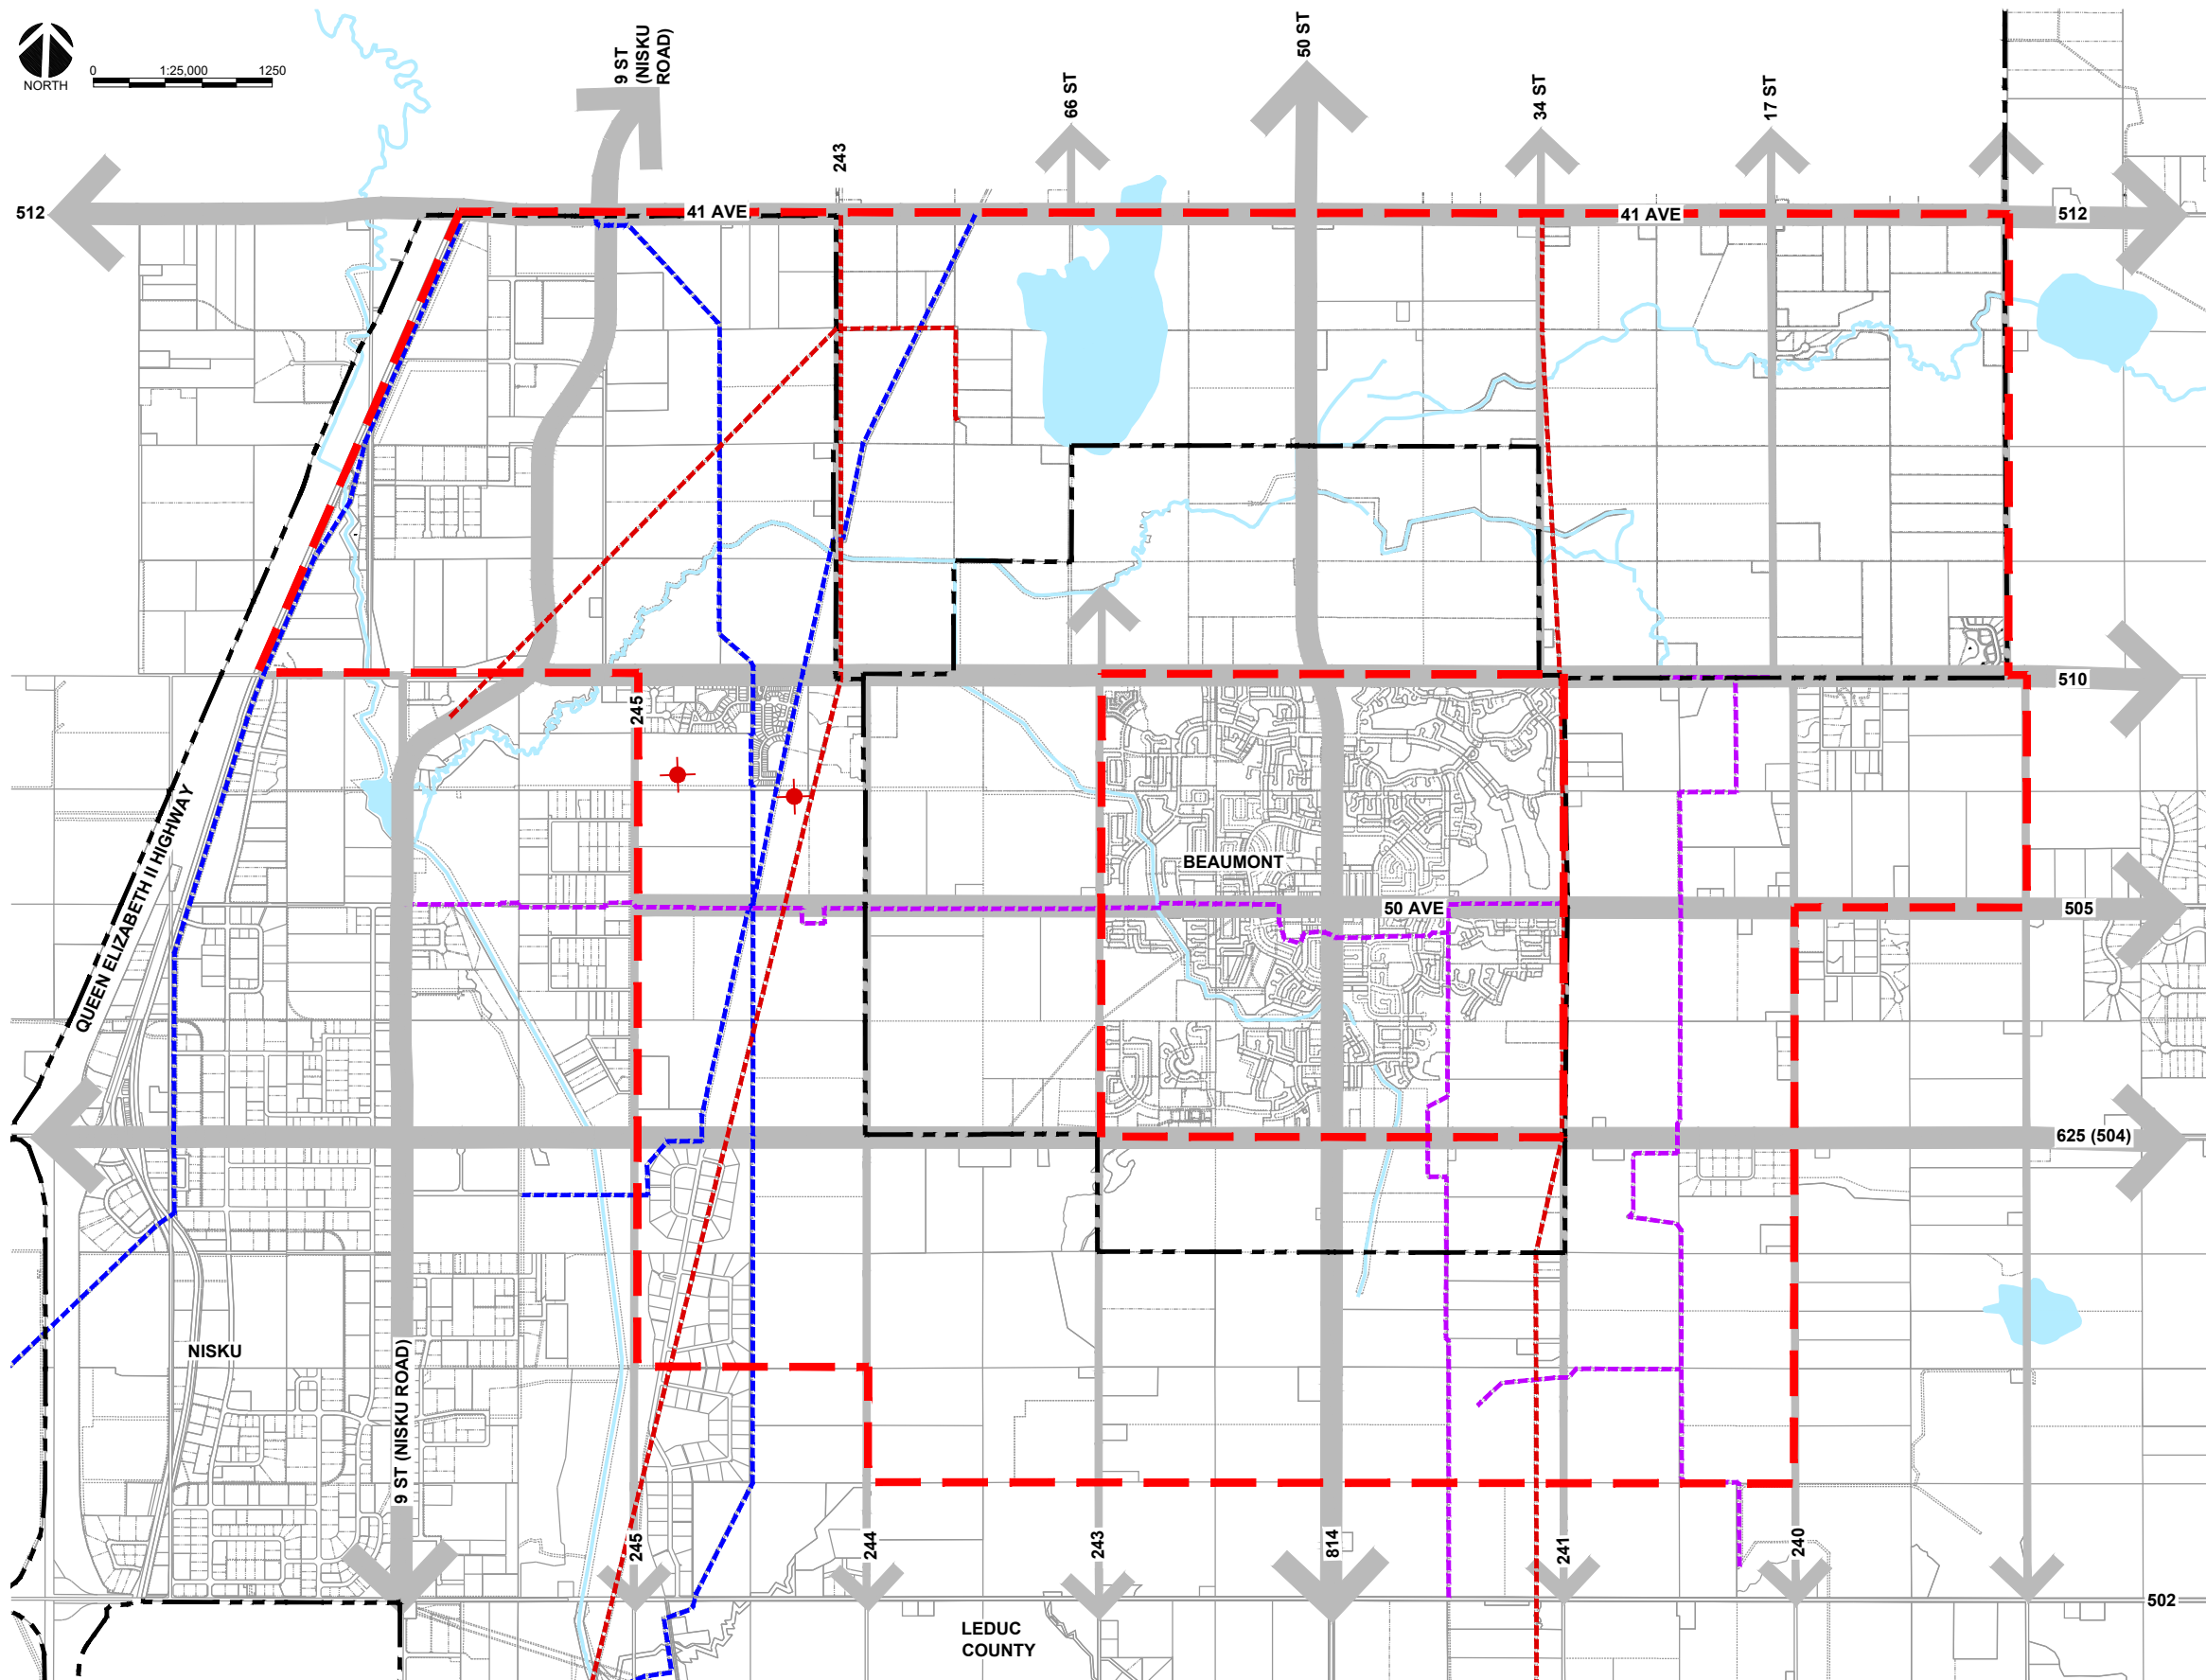 NORTH
0 1:25,000 1250
9 ST
(NISKU
ROAD)
243
66 ST
50 ST
34 ST
17 ST
512
41 AVE
41 AVE
512
245
510
QUEEN ELIZABETH II HIGHWAY
BEAUMONT
50 AVE
505
625 (504)
NISKU
9 ST (NISKU ROAD)
245
244
243
814
241
240
502
LEDUC
COUNTY